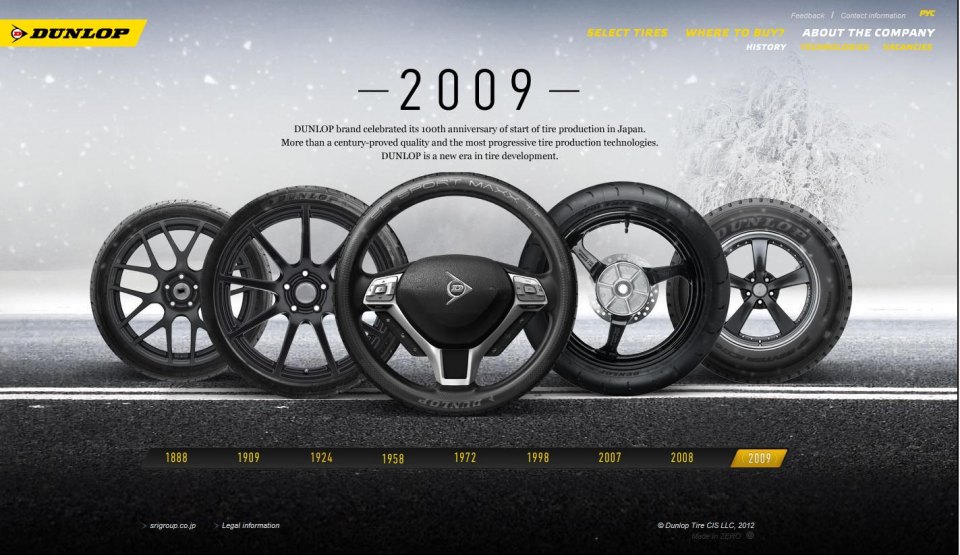 Feedback / Contact information РУС
DUNLOP
SELECT TIRES WHERE TO BUY? ABOUT THE COMPANY
HISTORY TECHNOLOGIES VACANCIES
2009
DUNLOP brand celebrated its 100th anniversary of start of tire production in Japan.
More than a century-proved quality and the most progressive tire production technologies.
DUNLOP is a new era in tire development.
SPORT MAXX TT
DUNLOP
DUNLOP
DUNLOP
1888 1909 1924 1958 1972 1998 2007 2008 2009
srigroup.co.jp Legal information © Dunlop Tire CIS LLC, 2012
Made in ZERO